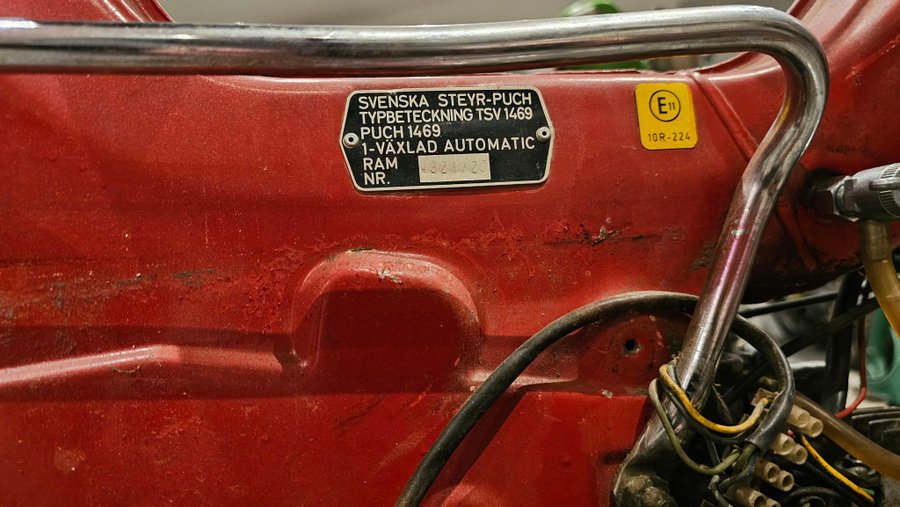 SVENSKA STEYR-PUCH
TYPBETECKNING TSV 1469
PUCH 1469
1-VÄXLAD AUTOMATIC
RAM
NR.
E11
10R-224